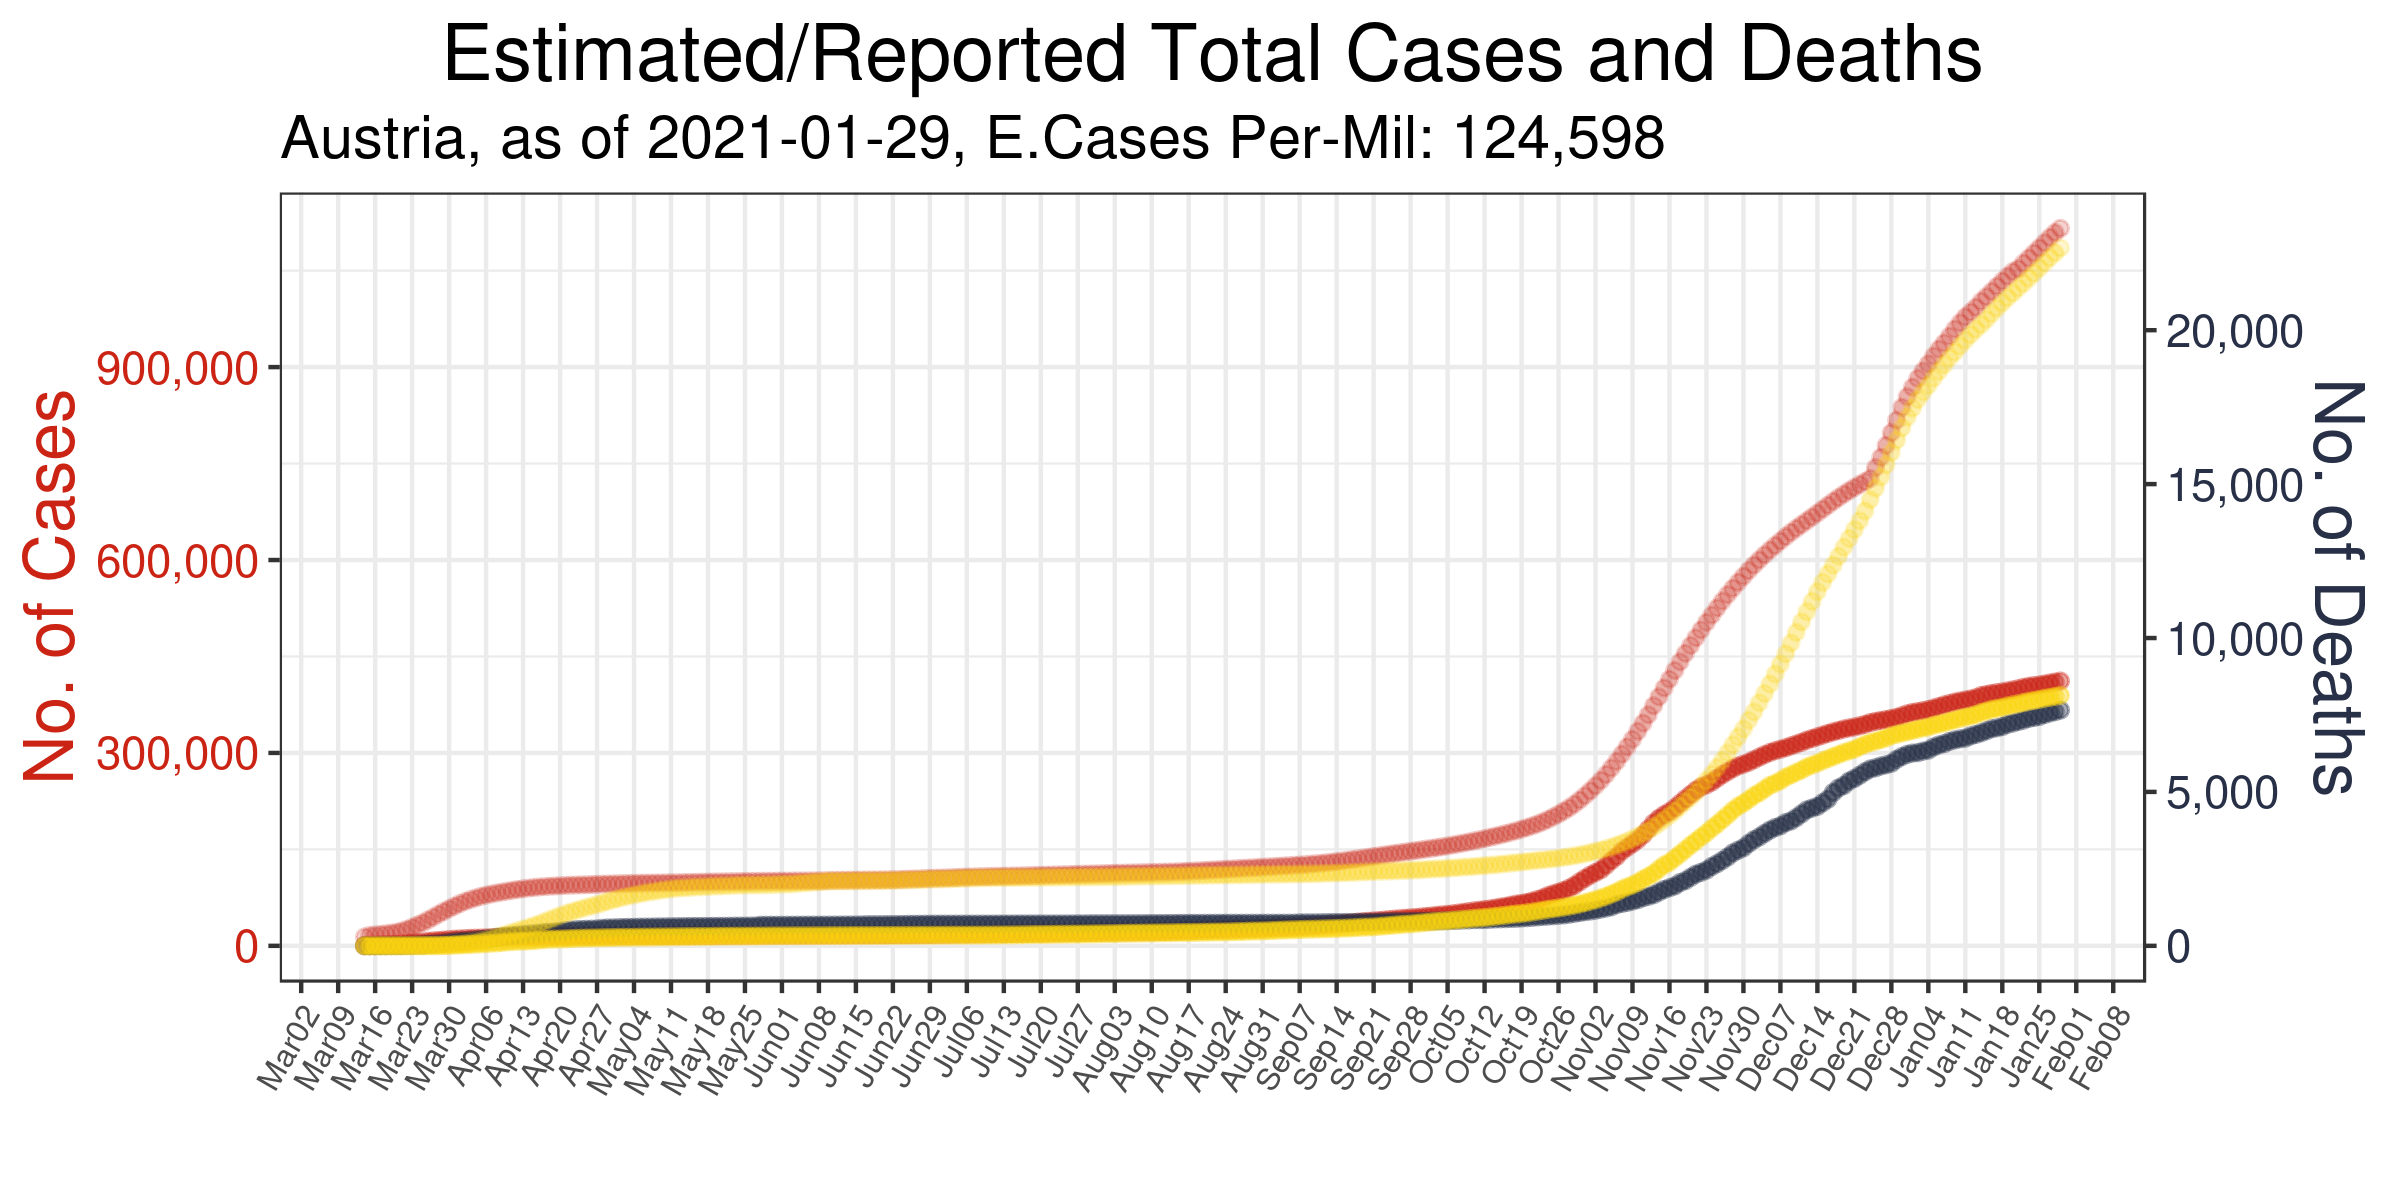 Estimated/Reported Total Cases and Deaths
Austria, as of 2021-01-29, E.Cases Per-Mil: 124,598
No. of Cases
900,000
600,000
300,000
0
20,000
15,000
10,000
5,000
0
No. of Deaths
Mar02
Mar09
Mar16
Mar23
Mar30
Apr06
Apr13
Apr20
Apr27
May04
May11
May18
May25
Jun01
Jun08
Jun15
Jun22
Jun29
Jul06
Jul13
Jul20
Jul27
Aug03
Aug10
Aug17
Aug24
Aug31
Sep07
Sep14
Sep21
Sep28
Oct05
Oct12
Oct19
Oct26
Nov02
Nov09
Nov16
Nov23
Nov30
Dec07
Dec14
Dec21
Dec28
Jan04
Jan11
Jan18
Jan25
Feb01
Feb08